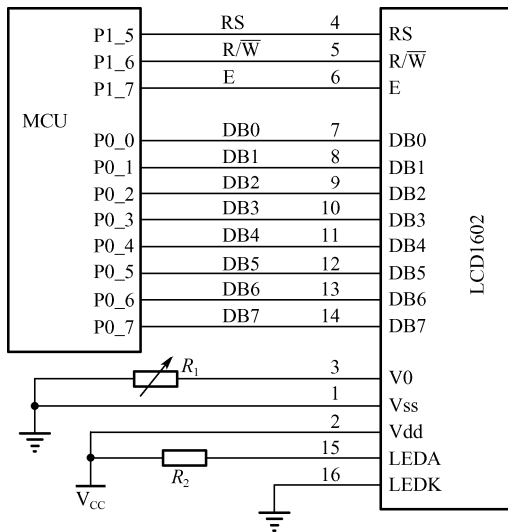 P1_5 RS 4 RS
P1_6 R/W̅ 5 R/W̅
P1_7 E 6 E
MCU
P0_0 DB0 7 DB0
P0_1 DB1 8 DB1
P0_2 DB2 9 DB2
P0_3 DB3 10 DB3
P0_4 DB4 11 DB4
P0_5 DB5 12 DB5
P0_6 DB6 13 DB6
P0_7 DB7 14 DB7
LCD1602
R₁ 3 V0
1 Vss
2 Vdd
15 LEDA
R₂
16 LEDK
V_CC